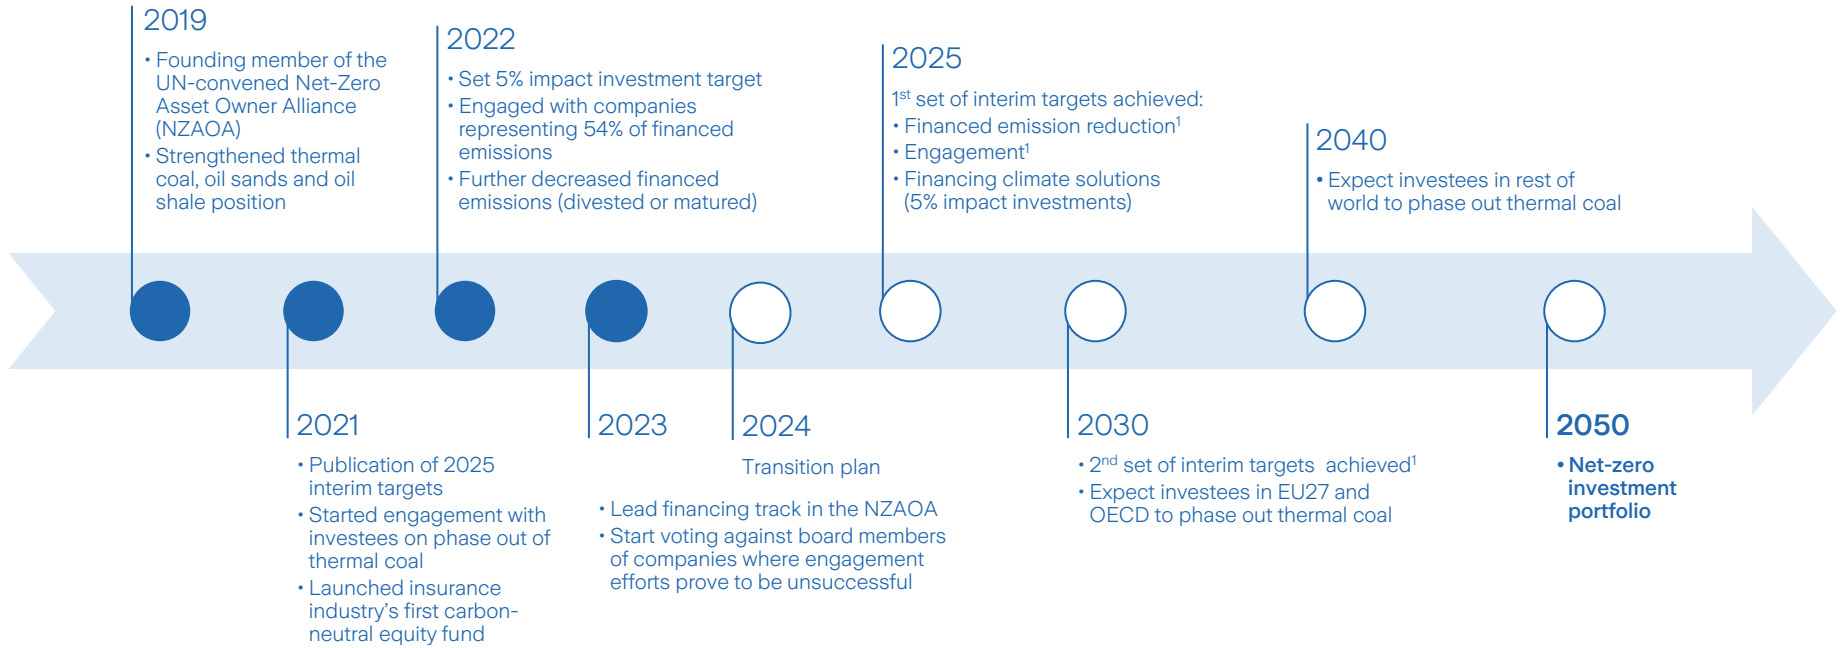 2019
• Founding member of the
UN-convened Net-Zero
Asset Owner Alliance
(NZAOA)
• Strengthened thermal
coal, oil sands and oil
shale position
2022
• Set 5% impact investment target
• Engaged with companies
representing 54% of financed
emissions
• Further decreased financed
emissions (divested or matured)
2025
1st set of interim targets achieved:
• Financed emission reduction1
• Engagement1
• Financing climate solutions
(5% impact investments)
2040
• Expect investees in rest of
world to phase out thermal coal
2021
• Publication of 2025
interim targets
• Started engagement with
investees on phase out of
thermal coal
• Launched insurance
industry’s first carbon-
neutral equity fund
2023
2024
Transition plan
• Lead financing track in the NZAOA
• Start voting against board members
of companies where engagement
efforts prove to be unsuccessful
2030
• 2nd set of interim targets achieved1
• Expect investees in EU27 and
OECD to phase out thermal coal
2050
• Net-zero
investment
portfolio